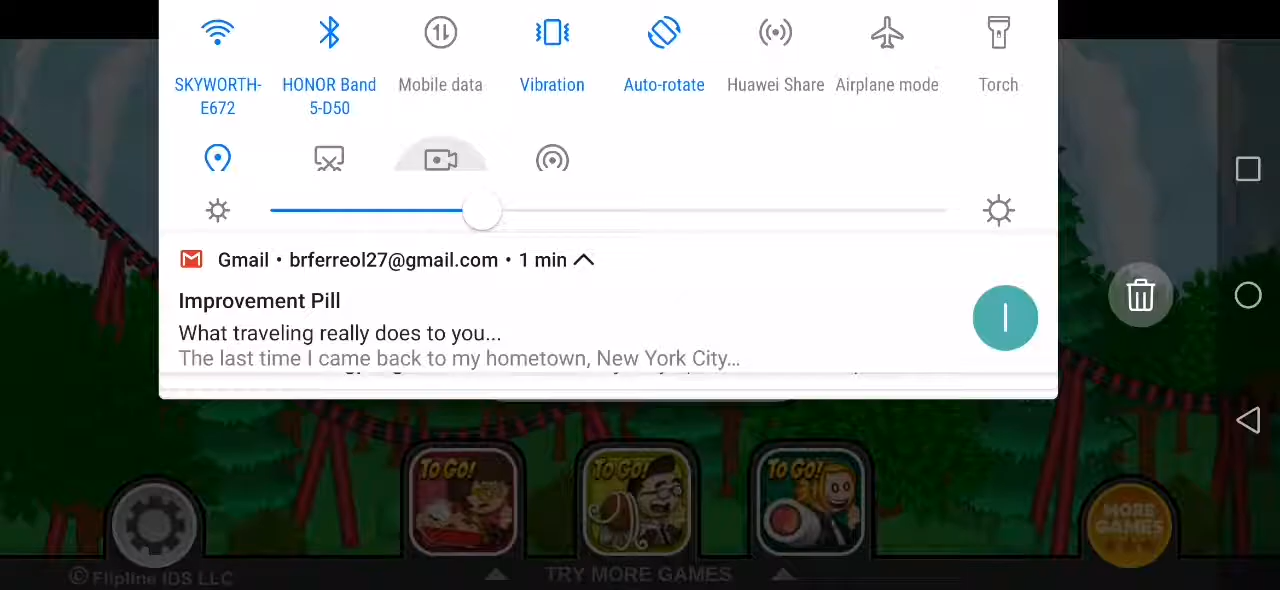 SKYWORTH-
E672
HONOR Band
5-D50
Mobile data
Vibration
Auto-rotate
Huawei Share
Airplane mode
Torch
Gmail • brferreol27@gmail.com • 1 min
Improvement Pill
What traveling really does to you...
The last time I came back to my hometown, New York City...
I
TO GO!
TO GO!
TO GO!
MORE
GAMES
© Flipline IDS LLC
TRY MORE GAMES